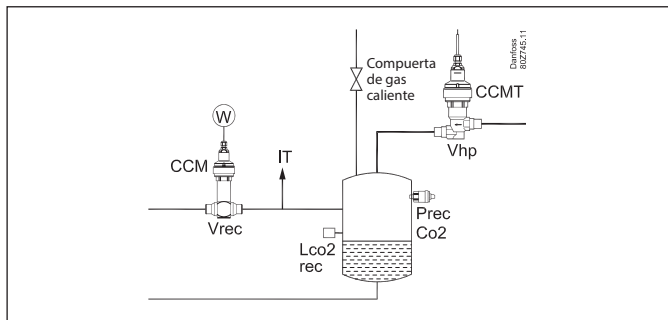 Danfoss
80Z745.11
Compuerta
de gas
caliente
CCMT
W
CCM
IT
Vhp
Vrec
Prec
Co2
Lco2
rec